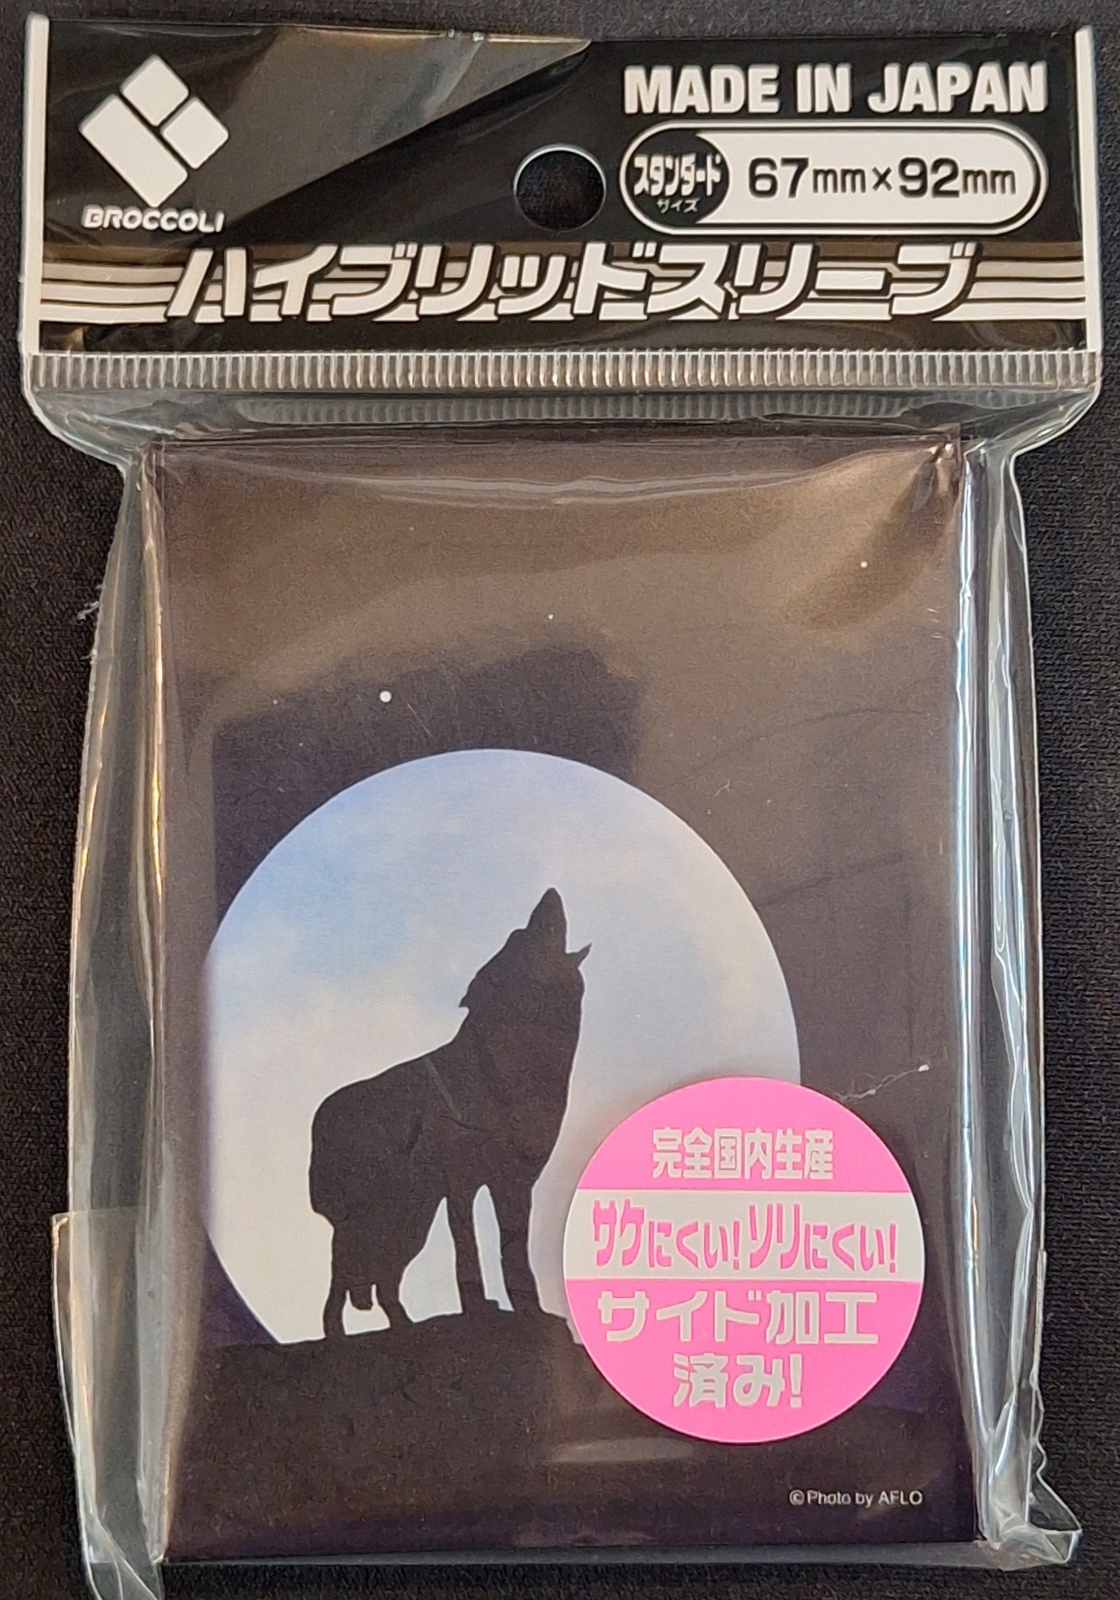 BROCCOLI
MADE IN JAPAN
スタンダード
サイズ
67mm×92mm
ハイブリッドスリーブ
完全国内生産
サケにくい!ソリにくい!
サイド加工
済み!
©Photo by AFLO